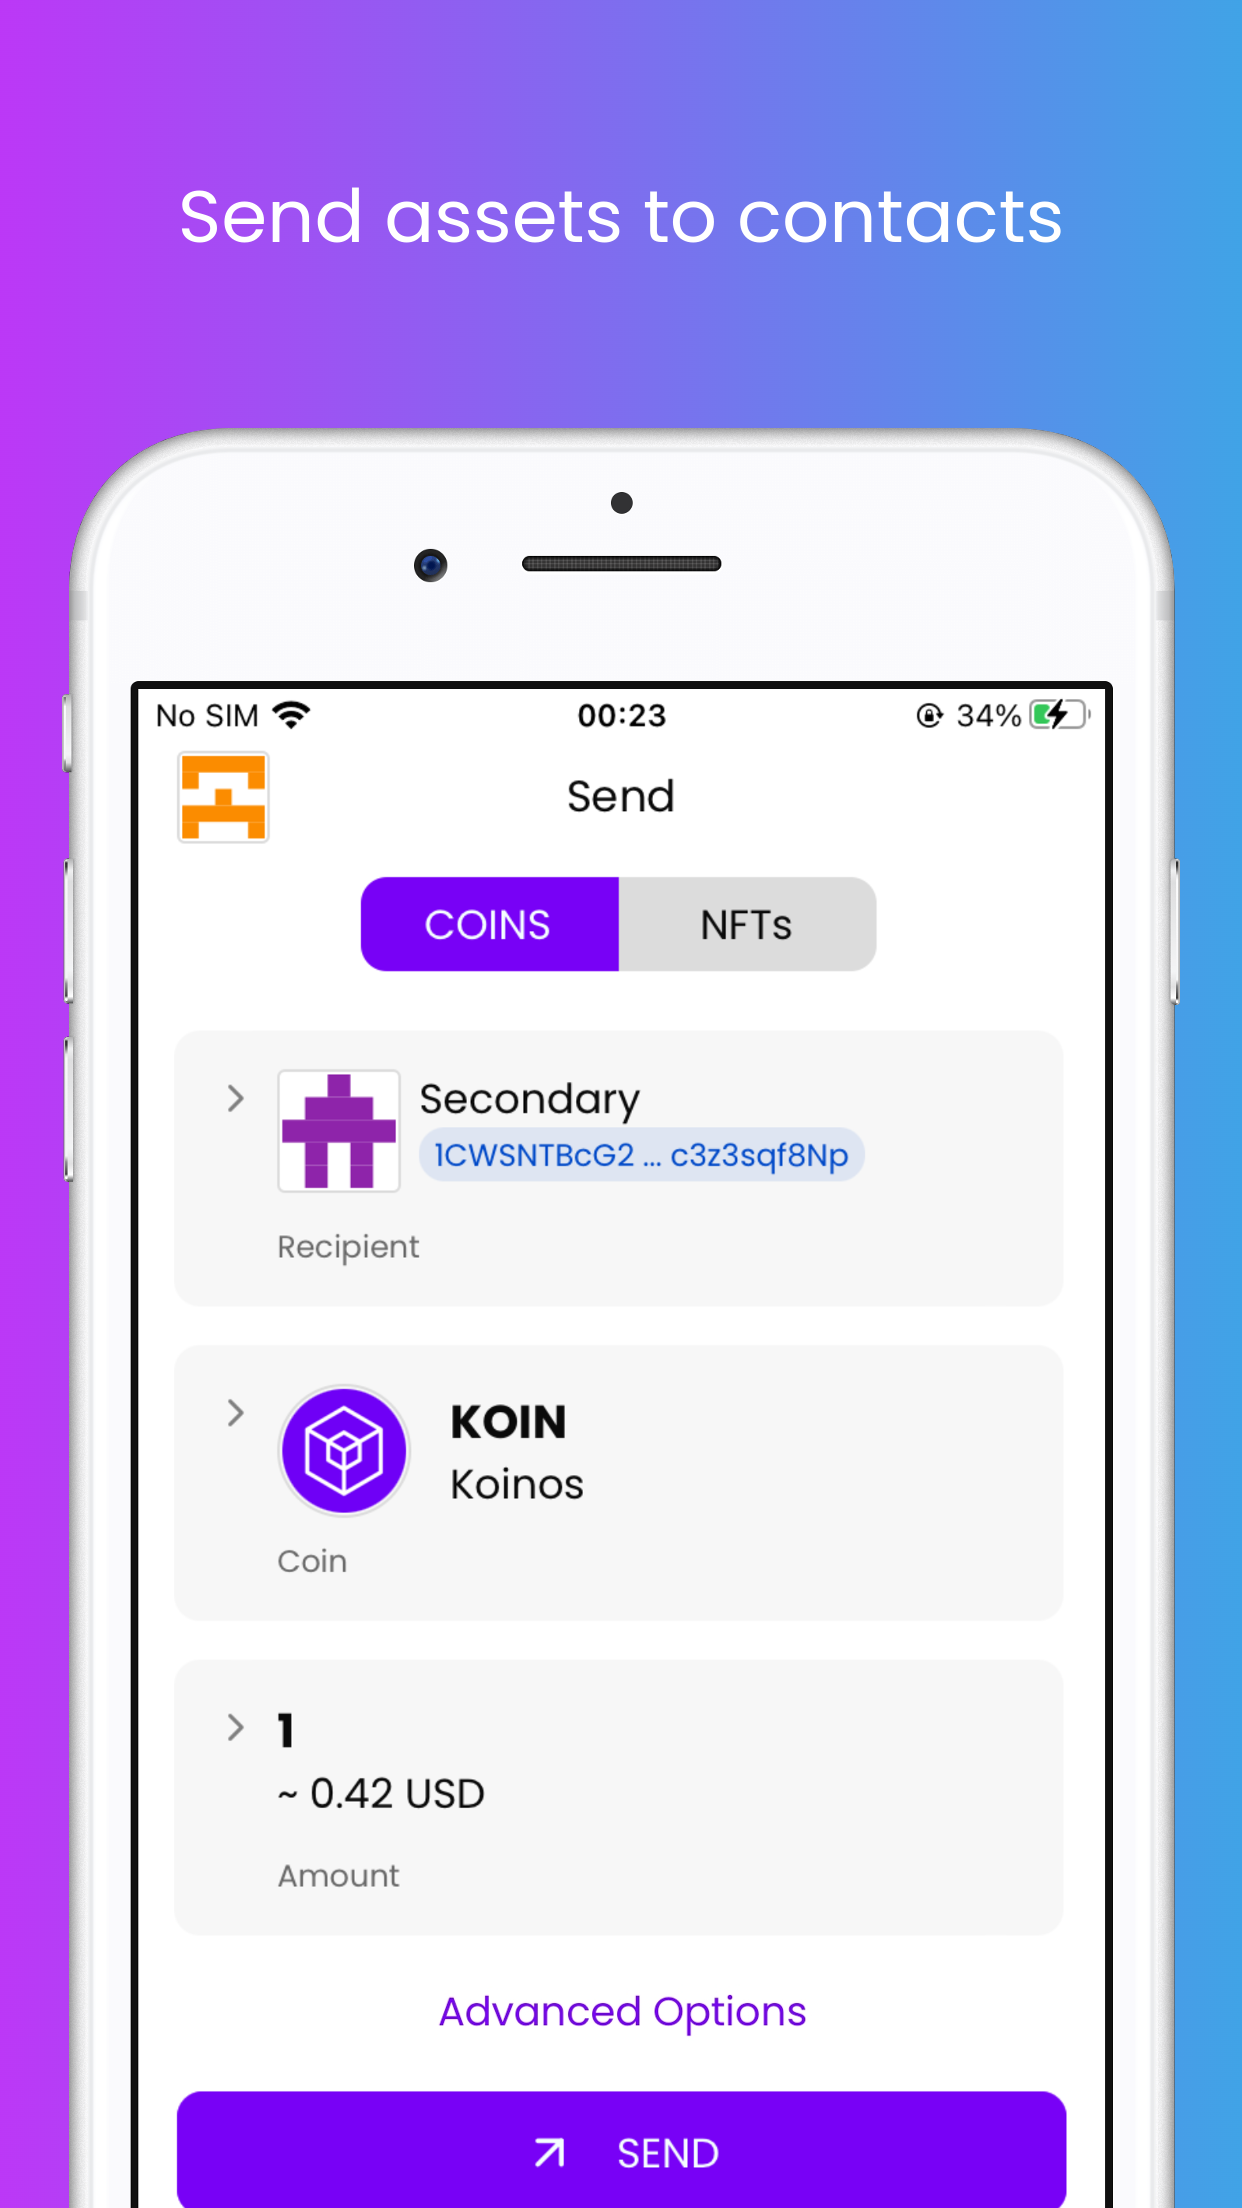 Send assets to contacts
No SIM 00:23 34%
Send
COINS NFTs
Secondary
1CWSNTBcG2 ... c3z3sqf8Np
Recipient
KOIN
Koinos
Coin
1
~ 0.42 USD
Amount
Advanced Options
SEND